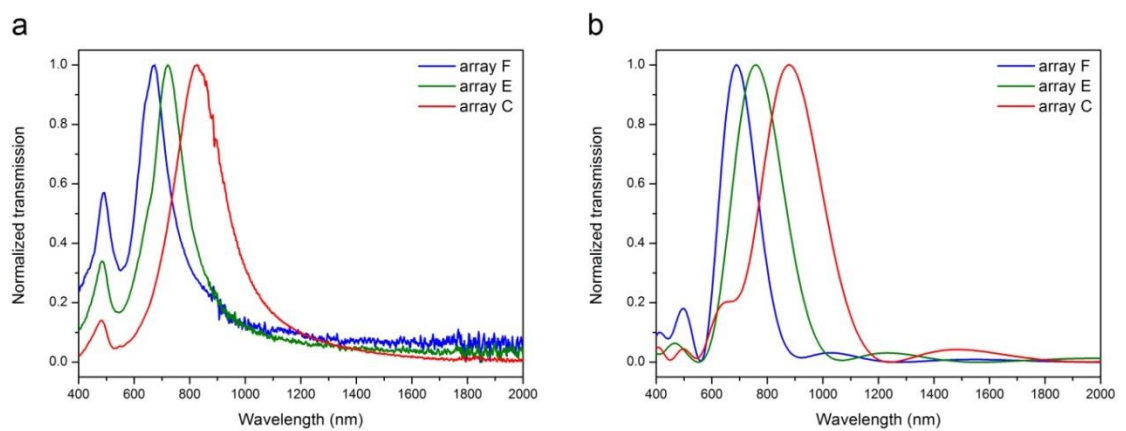 a
1.0
0.8
0.6
0.4
0.2
0.0
Normalized transmission
400 600 800 1000 1200 1400 1600 1800 2000
Wavelength (nm)
array F
array E
array C
b
1.0
0.8
0.6
0.4
0.2
0.0
Normalized transmission
400 600 800 1000 1200 1400 1600 1800 2000
Wavelength (nm)
array F
array E
array C